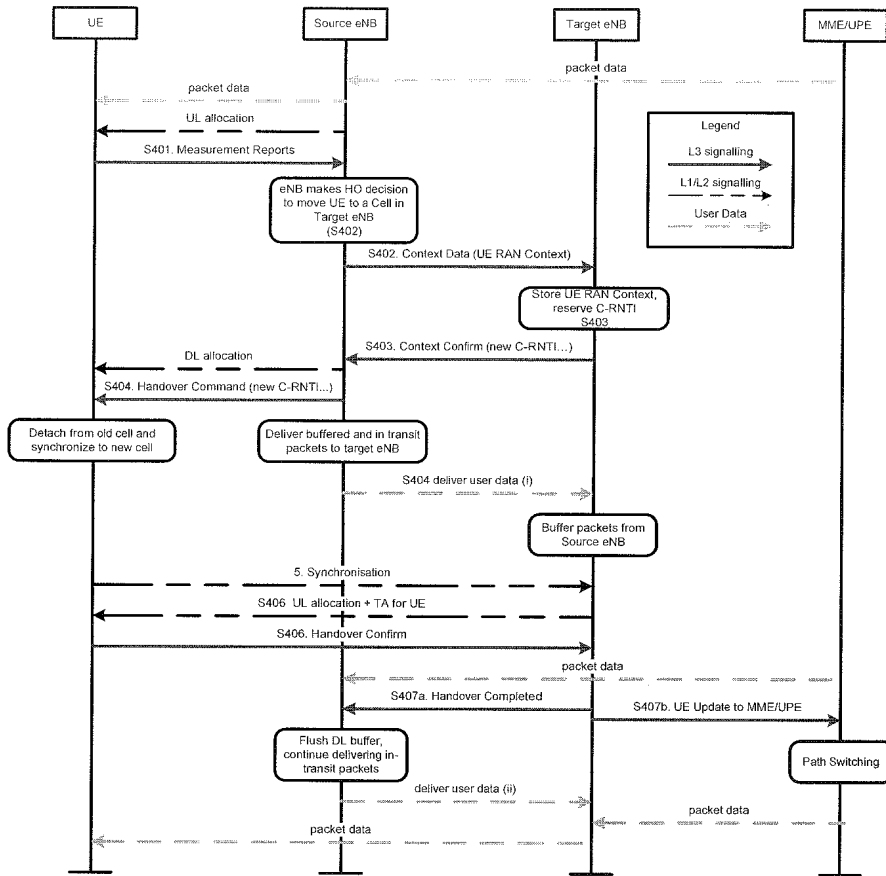 UE
Source eNB
Target eNB
MME/UPE
packet data
packet data
UL allocation
S401. Measurement Reports
Legend
L3 signalling
L1/L2 signalling
User Data
eNB makes HO decision
to move UE to a Cell in
Target eNB
(S402)
S402. Context Data (UE RAN Context)
Store UE RAN Context,
reserve C-RNTI
S403
S403. Context Confirm (new C-RNTI...)
DL allocation
S404. Handover Command (new C-RNTI...)
Detach from old cell and
synchronize to new cell
Deliver buffered and in transit
packets to target eNB
S404 deliver user data (i)
Buffer packets from
Source eNB
5. Synchronisation
S406 UL allocation + TA for UE
S406. Handover Confirm
packet data
S407a. Handover Completed
S407b. UE Update to MME/UPE
Flush DL buffer,
continue delivering in-
transit packets
Path Switching
deliver user data (ii)
packet data
packet data